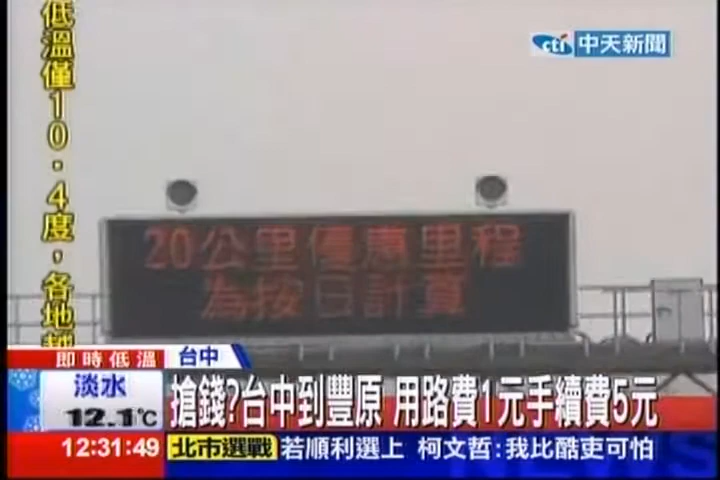 低溫僅10.4度，各地
cti 中天新聞
20公里優惠里程
為按日計算
即時低溫
台中
淡水
12.1℃
搶錢?台中到豐原 用路費1元手續費5元
12:31:49
北市選戰
若順利選上 柯文哲:我比酷吏可怕
NEWS